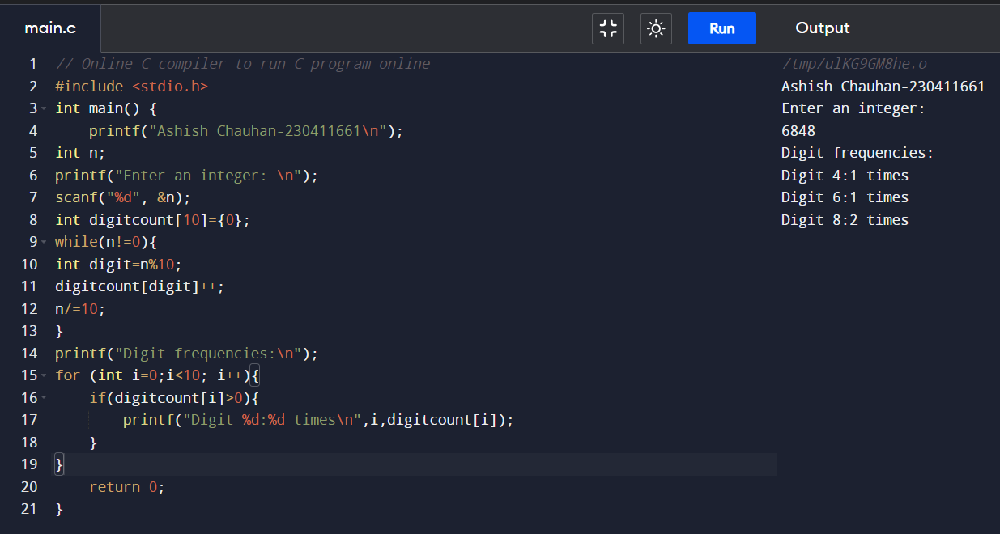 main.c
Run
Output
1 // Online C compiler to run C program online
2 #include <stdio.h>
3 int main() {
4     printf("Ashish Chauhan-230411661\n");
5 int n;
6 printf("Enter an integer: \n");
7 scanf("%d", &n);
8 int digitcount[10]={0};
9 while(n!=0){
10 int digit=n%10;
11 digitcount[digit]++;
12 n/=10;
13 }
14 printf("Digit frequencies:\n");
15 for (int i=0;i<10; i++){
16     if(digitcount[i]>0){
17         printf("Digit %d:%d times\n",i,digitcount[i]);
18     }
19 }
20     return 0;
21 }
/tmp/ulKG9GM8he.o
Ashish Chauhan-230411661
Enter an integer:
6848
Digit frequencies:
Digit 4:1 times
Digit 6:1 times
Digit 8:2 times